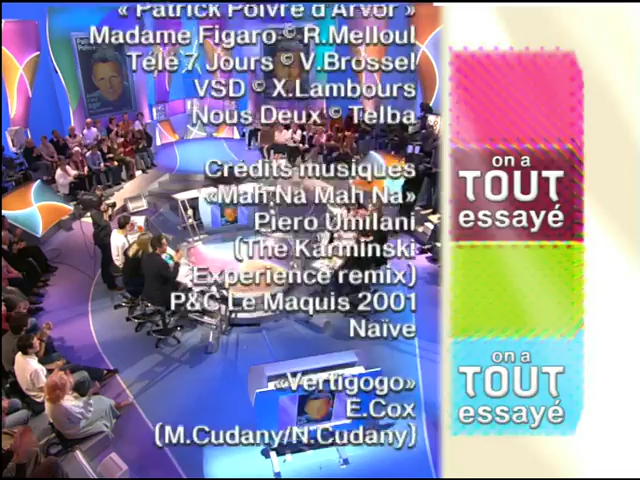 « Patrick Poivre d'Arvor »
Madame Figaro © R.Melloul
Télé 7 Jours © V.Brossel
VSD © X.Lambours
Nous Deux © Telba
Crédits musiques
«Mah Na Mah Na»
Piero Umilani
(The Karminski
Experience remix)
P&C Le Maquis 2001
Naïve
«Vertigogo»
E.Cox
(M.Cudany/N.Cudany)
on a
TOUT
essayé
on a
TOUT
essayé